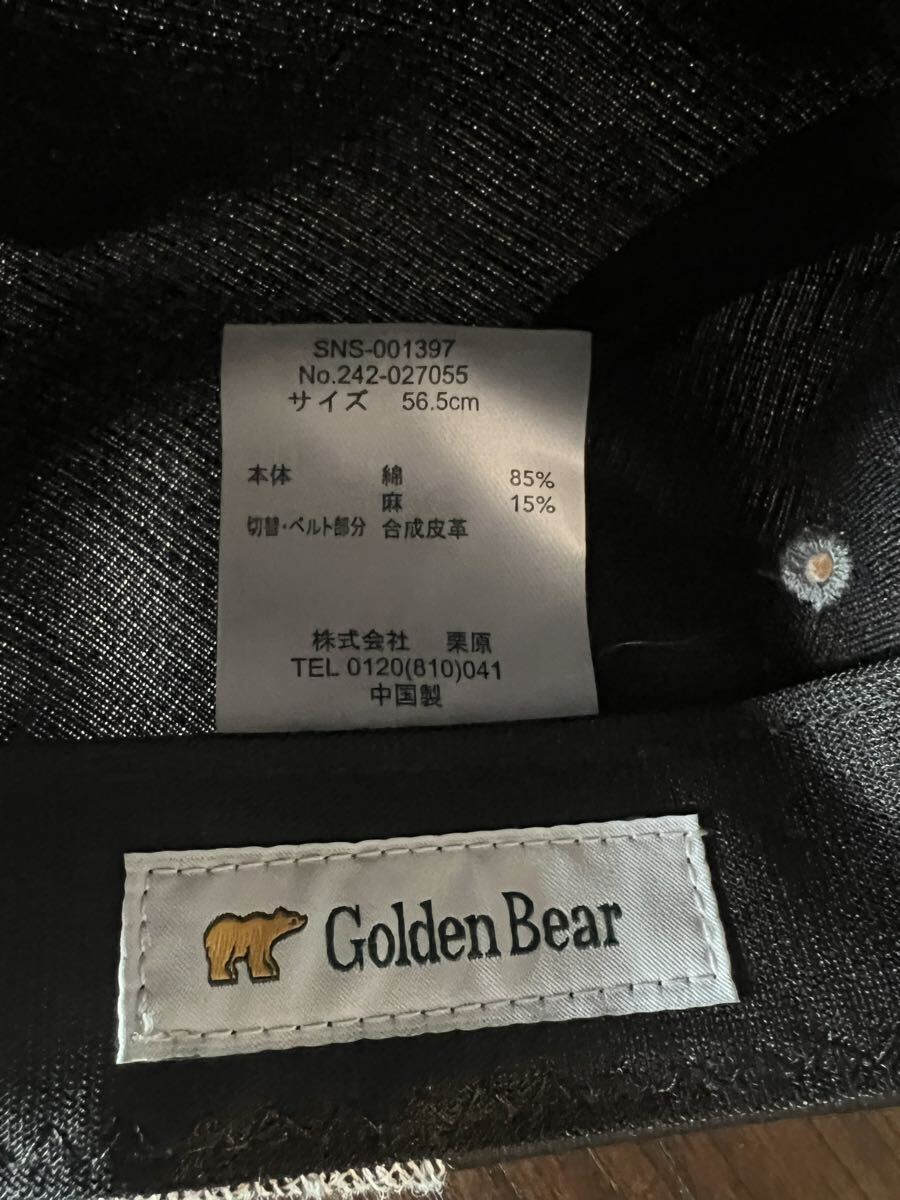 SNS-001397
No.242-027055
サイズ 56.5cm
本体 綿 85%
麻 15%
切替・ベルト部分 合成皮革
株式会社 栗原
TEL 0120(810)041
中国製
Golden Bear